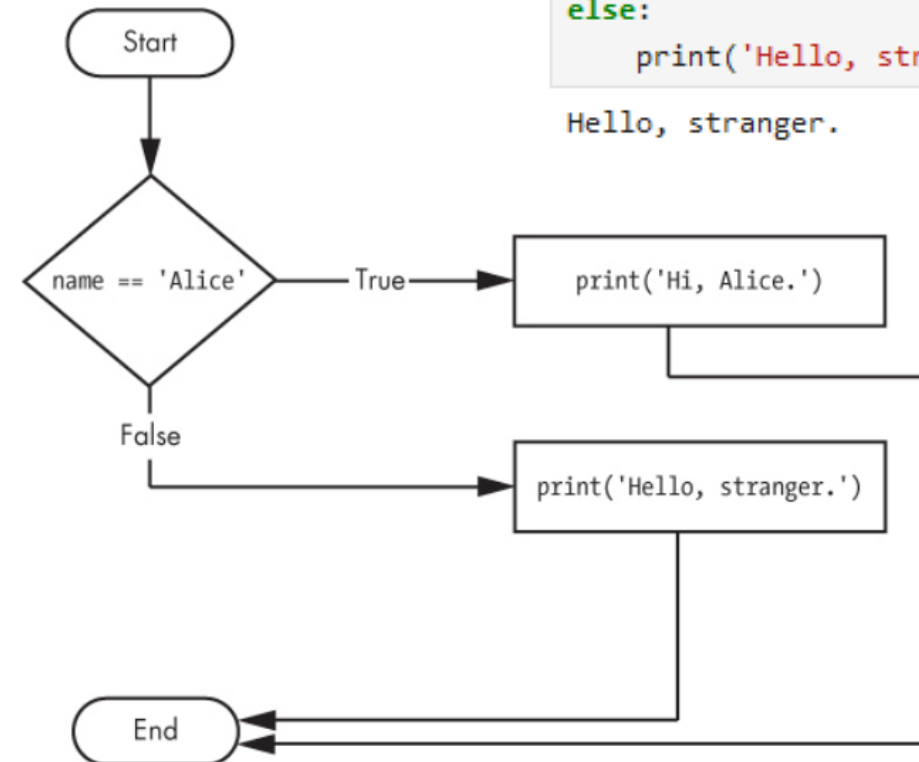 else:
print('Hello, str
Hello, stranger.
Start
name == 'Alice'
True
print('Hi, Alice.')
False
print('Hello, stranger.')
End